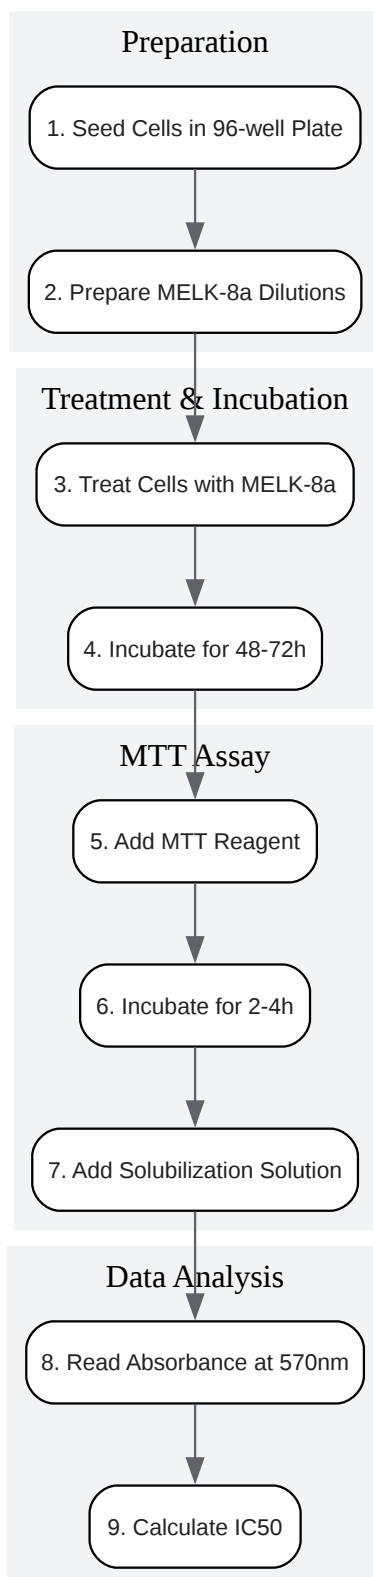 Preparation
1. Seed Cells in 96-well Plate
2. Prepare MELK-8a Dilutions
Treatment & Incubation
3. Treat Cells with MELK-8a
4. Incubate for 48-72h
MTT Assay
5. Add MTT Reagent
6. Incubate for 2-4h
7. Add Solubilization Solution
Data Analysis
8. Read Absorbance at 570nm
9. Calculate IC50